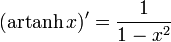 (artanh x)′ = 1/(1 − x²)